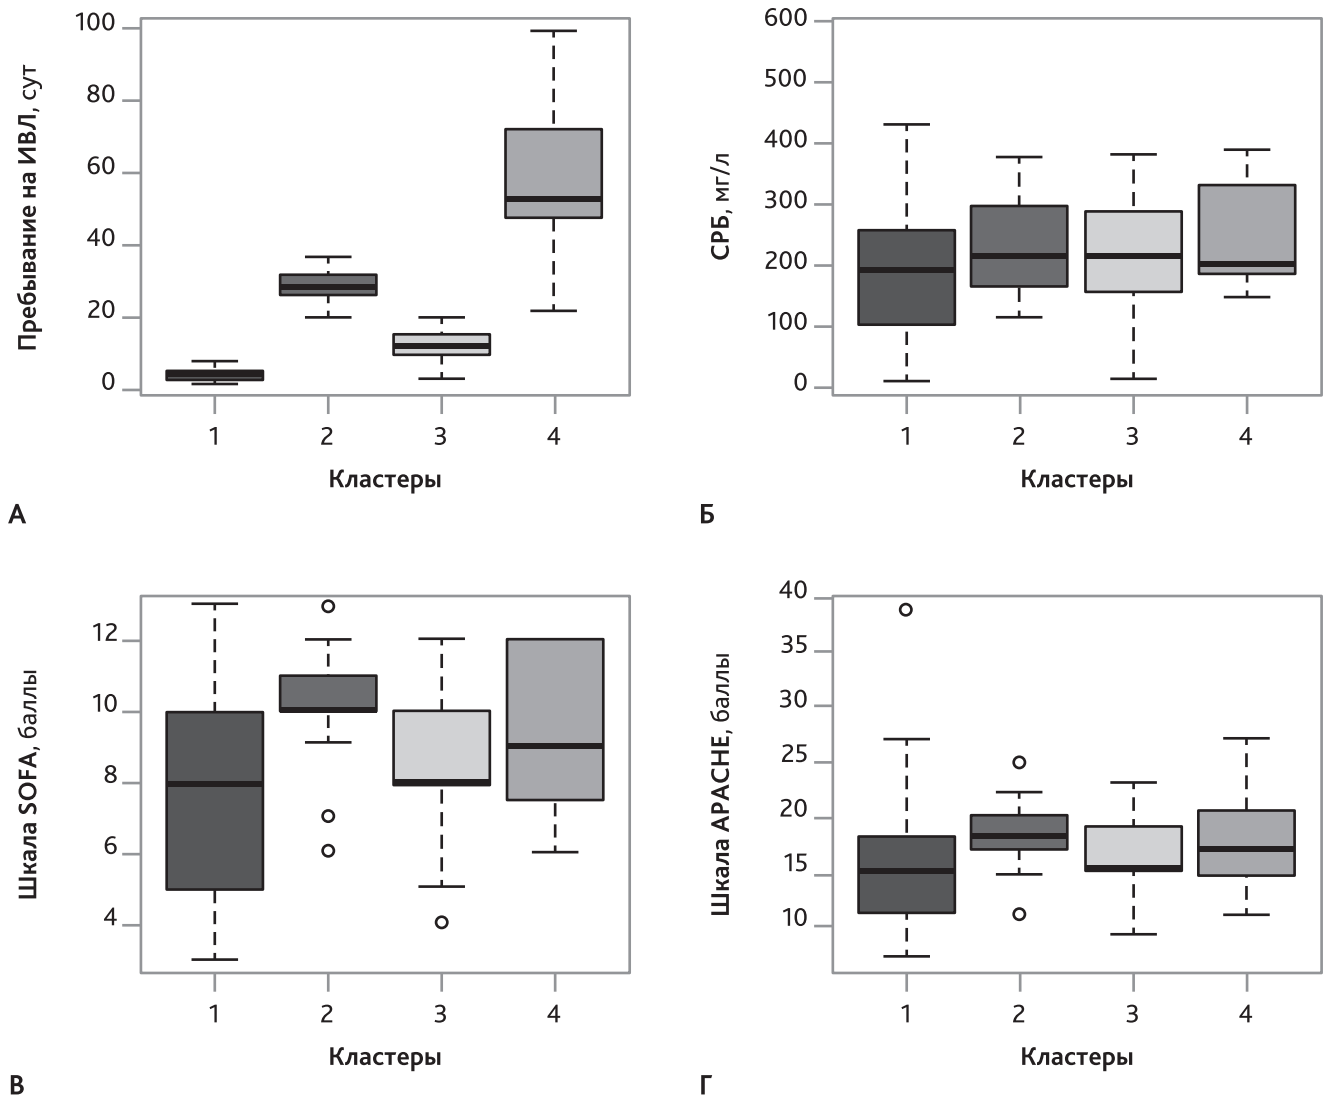 Пребывание на ИВЛ, сут
100
80
60
40
20
0
1 2 3 4
Кластеры
А
СРБ, мг/л
600
500
400
300
200
100
0
1 2 3 4
Кластеры
Б
Шкала SOFA, баллы
12
10
8
6
4
1 2 3 4
Кластеры
В
Шкала APACHE, баллы
40
35
30
25
20
15
10
1 2 3 4
Кластеры
Г